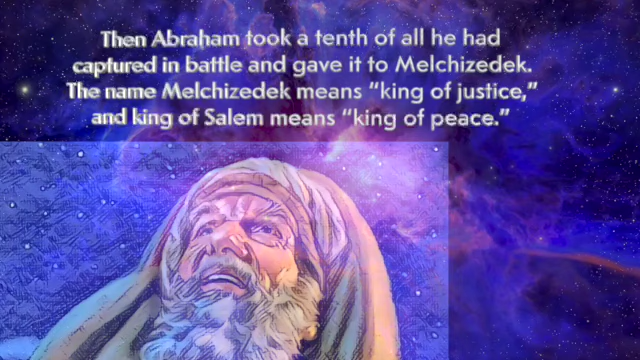 Then Abraham took a tenth of all he had
captured in battle and gave it to Melchizedek.
The name Melchizedek means “king of justice,”
and king of Salem means “king of peace.”